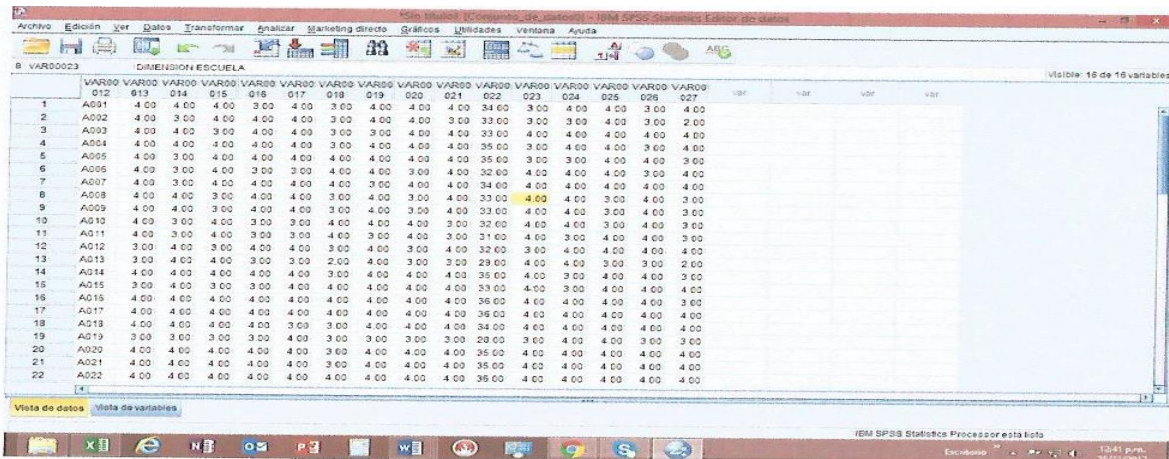 *Sin título1 [Conjunto_de_datos0] - IBM SPSS Statistics Editor de datos
Archivo Edición Ver Datos Transformar Analizar Marketing directo Gráficos Utilidades Ventana Ayuda
8 VAR00023 DIMENSION ESCUELA
Visible: 16 de 16 variables
VAR00012 VAR00013 VAR00014 VAR00015 VAR00016 VAR00017 VAR00018 VAR00019 VAR00020 VAR00021 VAR00022 VAR00023 VAR00024 VAR00025 VAR00026 VAR00027 var var var var
1 A001 4.00 4.00 4.00 3.00 4.00 3.00 4.00 4.00 4.00 34.00 3.00 4.00 4.00 3.00 4.00
2 A002 4.00 3.00 4.00 4.00 4.00 3.00 4.00 4.00 3.00 33.00 3.00 3.00 4.00 3.00 2.00
3 A003 4.00 4.00 4.00 3.00 3.00 3.00 4.00 4.00 4.00 33.00 4.00 4.00 4.00 4.00 4.00
4 A004 4.00 4.00 4.00 4.00 4.00 3.00 4.00 4.00 4.00 35.00 3.00 4.00 4.00 3.00 4.00
5 A005 4.00 3.00 4.00 4.00 4.00 4.00 4.00 4.00 4.00 35.00 3.00 3.00 4.00 4.00 3.00
6 A006 4.00 3.00 4.00 3.00 3.00 4.00 4.00 3.00 4.00 32.00 4.00 4.00 4.00 3.00 4.00
7 A007 4.00 3.00 4.00 4.00 4.00 4.00 3.00 4.00 4.00 34.00 4.00 4.00 4.00 4.00 4.00
8 A008 4.00 4.00 3.00 4.00 4.00 3.00 4.00 3.00 4.00 33.00 4.00 4.00 3.00 4.00 3.00
9 A009 4.00 4.00 3.00 4.00 4.00 3.00 4.00 3.00 4.00 33.00 4.00 4.00 3.00 4.00 3.00
10 A010 4.00 3.00 4.00 3.00 3.00 4.00 4.00 4.00 3.00 32.00 4.00 4.00 3.00 4.00 3.00
11 A011 4.00 3.00 4.00 3.00 3.00 4.00 3.00 4.00 3.00 31.00 4.00 3.00 4.00 4.00 3.00
12 A012 3.00 4.00 3.00 4.00 4.00 3.00 4.00 3.00 4.00 32.00 3.00 4.00 4.00 4.00 4.00
13 A013 3.00 4.00 4.00 3.00 3.00 2.00 4.00 3.00 3.00 29.00 4.00 4.00 3.00 3.00 2.00
14 A014 4.00 4.00 4.00 4.00 4.00 3.00 4.00 4.00 4.00 35.00 4.00 3.00 4.00 4.00 3.00
15 A015 3.00 4.00 3.00 3.00 4.00 4.00 4.00 4.00 4.00 33.00 4.00 3.00 4.00 4.00 4.00
16 A016 4.00 4.00 4.00 4.00 4.00 4.00 4.00 4.00 4.00 36.00 4.00 4.00 4.00 4.00 3.00
17 A017 4.00 4.00 4.00 4.00 4.00 4.00 4.00 4.00 4.00 36.00 4.00 4.00 4.00 4.00 4.00
18 A018 4.00 4.00 4.00 4.00 3.00 3.00 4.00 4.00 4.00 34.00 4.00 4.00 4.00 4.00 4.00
19 A019 3.00 3.00 3.00 3.00 4.00 3.00 3.00 3.00 3.00 28.00 3.00 4.00 4.00 3.00 3.00
20 A020 4.00 4.00 4.00 4.00 4.00 3.00 4.00 4.00 4.00 35.00 4.00 4.00 4.00 4.00 4.00
21 A021 4.00 4.00 4.00 4.00 4.00 3.00 4.00 4.00 4.00 35.00 4.00 4.00 4.00 4.00 4.00
22 A022 4.00 4.00 4.00 4.00 4.00 4.00 4.00 4.00 4.00 36.00 4.00 4.00 4.00 4.00 4.00
Vista de datos Vista de variables
IBM SPSS Statistics Processor está listo
Escritorio 12:41 p.m.